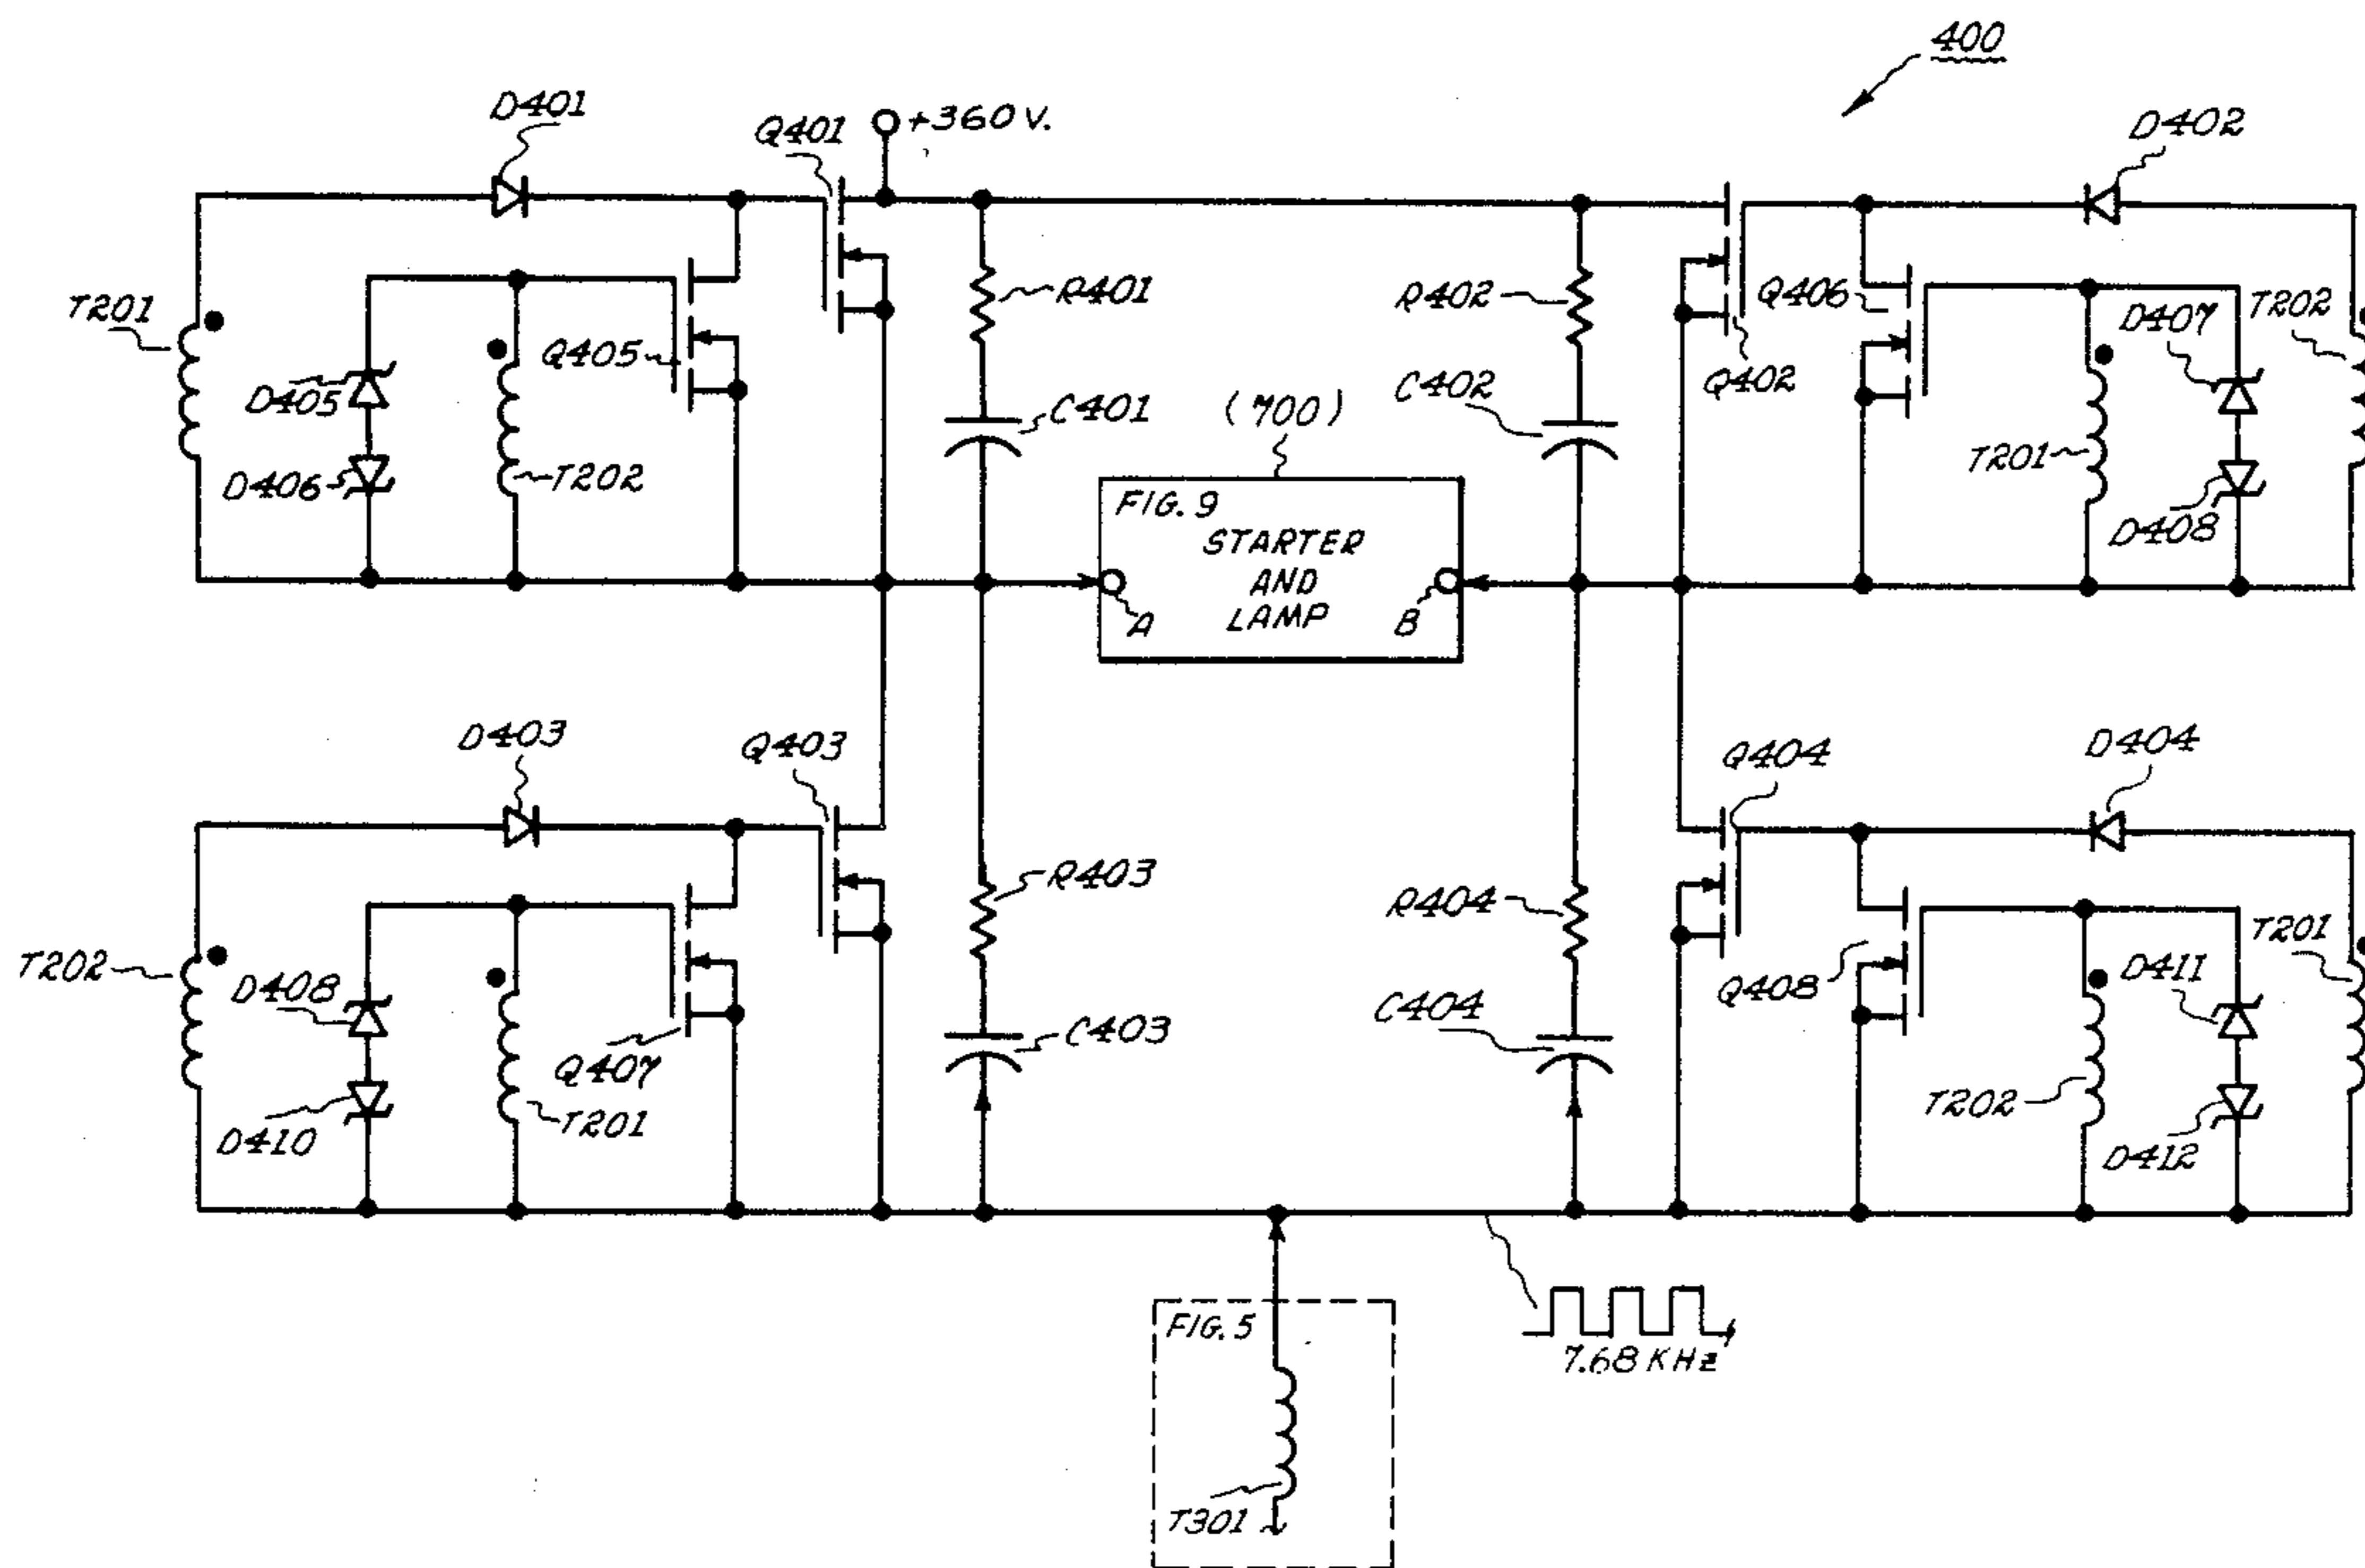 400
D401
Q401
+360 V.
D402
T201
D405
D406
T202
Q405
R401
C401
R402
C402
(700)
Q402
Q406
D407
T202
T201
D408
FIG. 9
STARTER
AND
LAMP
A
B
D403
Q403
Q404
D404
T202
D408
D410
Q407
T201
R403
C403
R404
C404
Q408
T202
D411
D412
T201
FIG. 5
T301
7.68 KHz